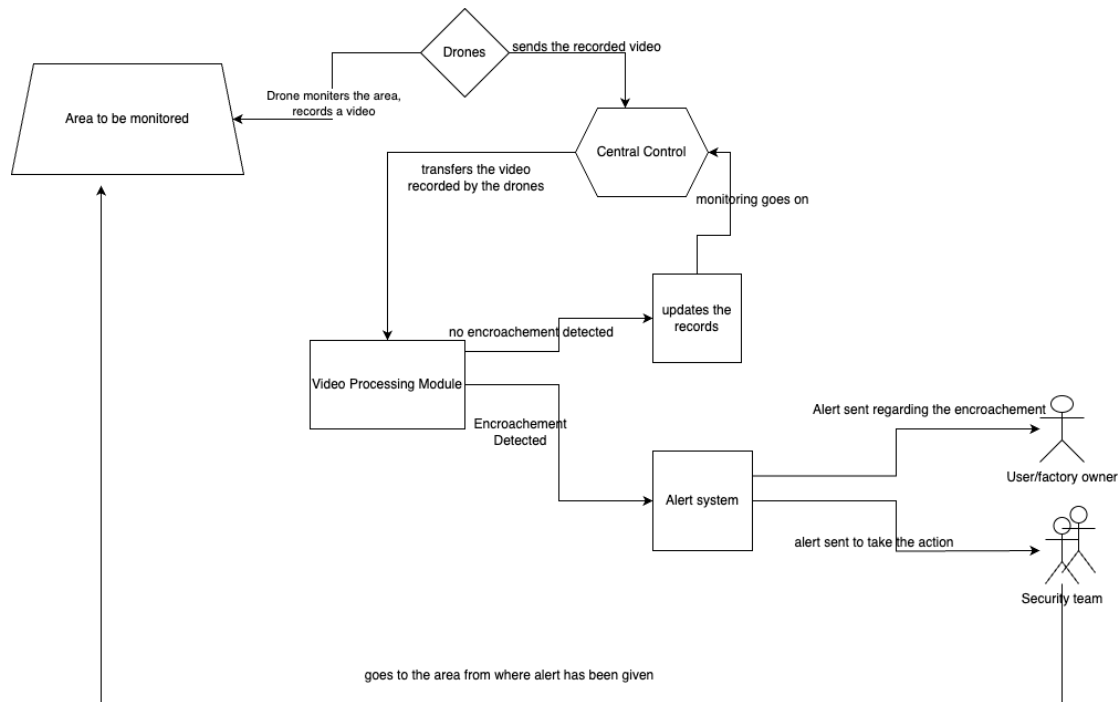 Drones
sends the recorded video
Drone moniters the area,
records a video
Area to be monitored
Central Control
transfers the video
recorded by the drones
monitoring goes on
updates the
records
no encroachement detected
Video Processing Module
Encroachement
Detected
Alert sent regarding the encroachement
User/factory owner
Alert system
alert sent to take the action
Security team
goes to the area from where alert has been given